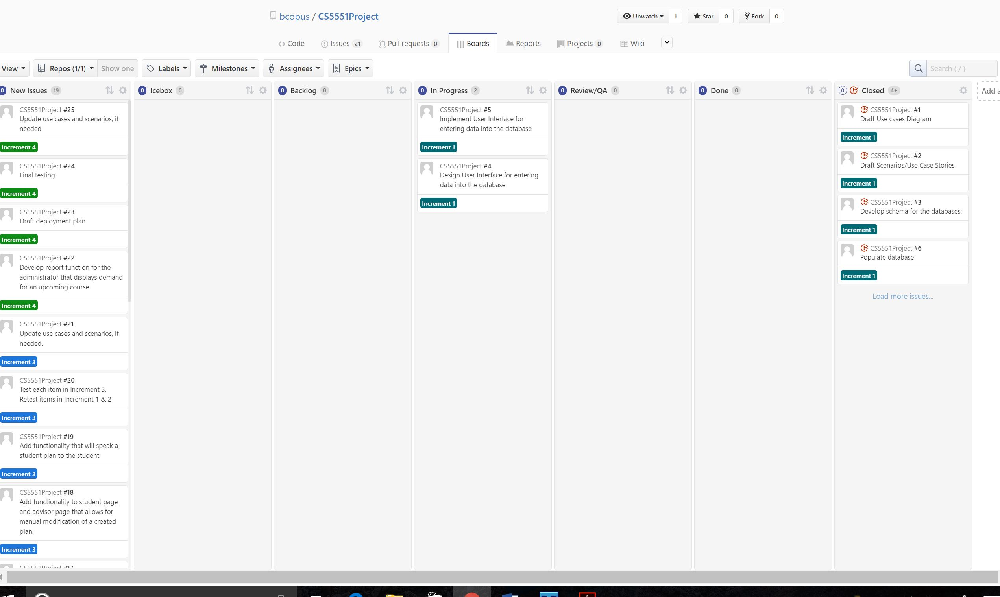 bcopus / CS5551Project
Unwatch 1 Star 0 Fork 0
Code Issues 21 Pull requests 0 Boards Reports Projects 0 Wiki
View Repos (1/1) Show one Labels Milestones Assignees Epics Search ( / )
0 New Issues 19
CS5551Project #25
Update use cases and scenarios, if
needed
Increment 4
CS5551Project #24
Final testing
Increment 4
CS5551Project #23
Draft deployment plan
Increment 4
CS5551Project #22
Develop report function for the
administrator that displays demand
for an upcoming course
Increment 4
CS5551Project #21
Update use cases and scenarios, if
needed.
Increment 3
CS5551Project #20
Test each item in Increment 3.
Retest items in Increment 1 & 2
Increment 3
CS5551Project #19
Add functionality that will speak a
student plan to the student.
Increment 3
CS5551Project #18
Add functionality to student page
and advisor page that allows for
manual modification of a created
plan.
Increment 3
CS5551Project #17
0 Icebox 0
0 Backlog 0
0 In Progress 2
CS5551Project #5
Implement User Interface for
entering data into the database
Increment 1
CS5551Project #4
Design User Interface for entering
data into the database
Increment 1
0 Review/QA 0
0 Done 0
0 Closed 4+
CS5551Project #1
Draft Use cases Diagram
Increment 1
CS5551Project #2
Draft Scenarios/Use Case Stories
Increment 1
CS5551Project #3
Develop schema for the databases:
Increment 1
CS5551Project #6
Populate database
Increment 1
Load more issues...
Add a